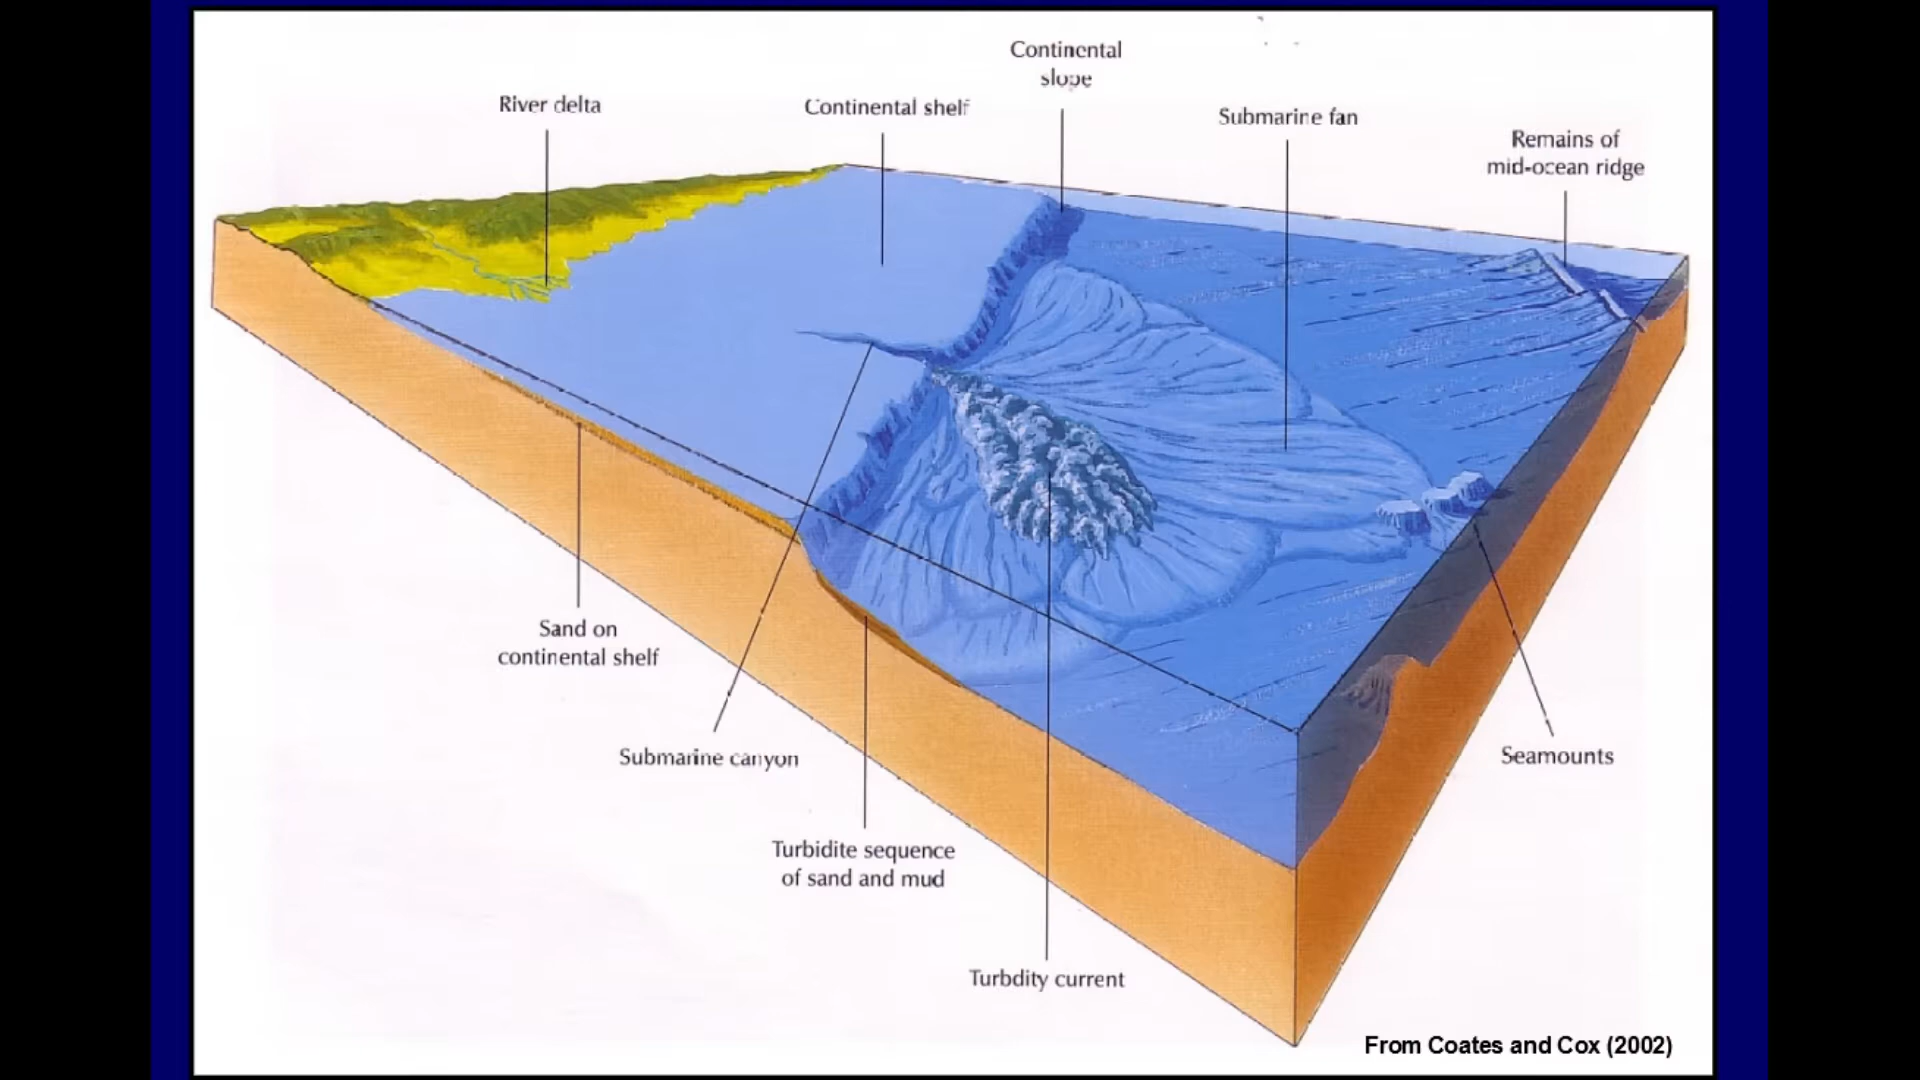 Continental
slope
River delta
Continental shelf
Submarine fan
Remains of
mid-ocean ridge
Sand on
continental shelf
Submarine canyon
Seamounts
Turbidite sequence
of sand and mud
Turbdity current
From Coates and Cox (2002)